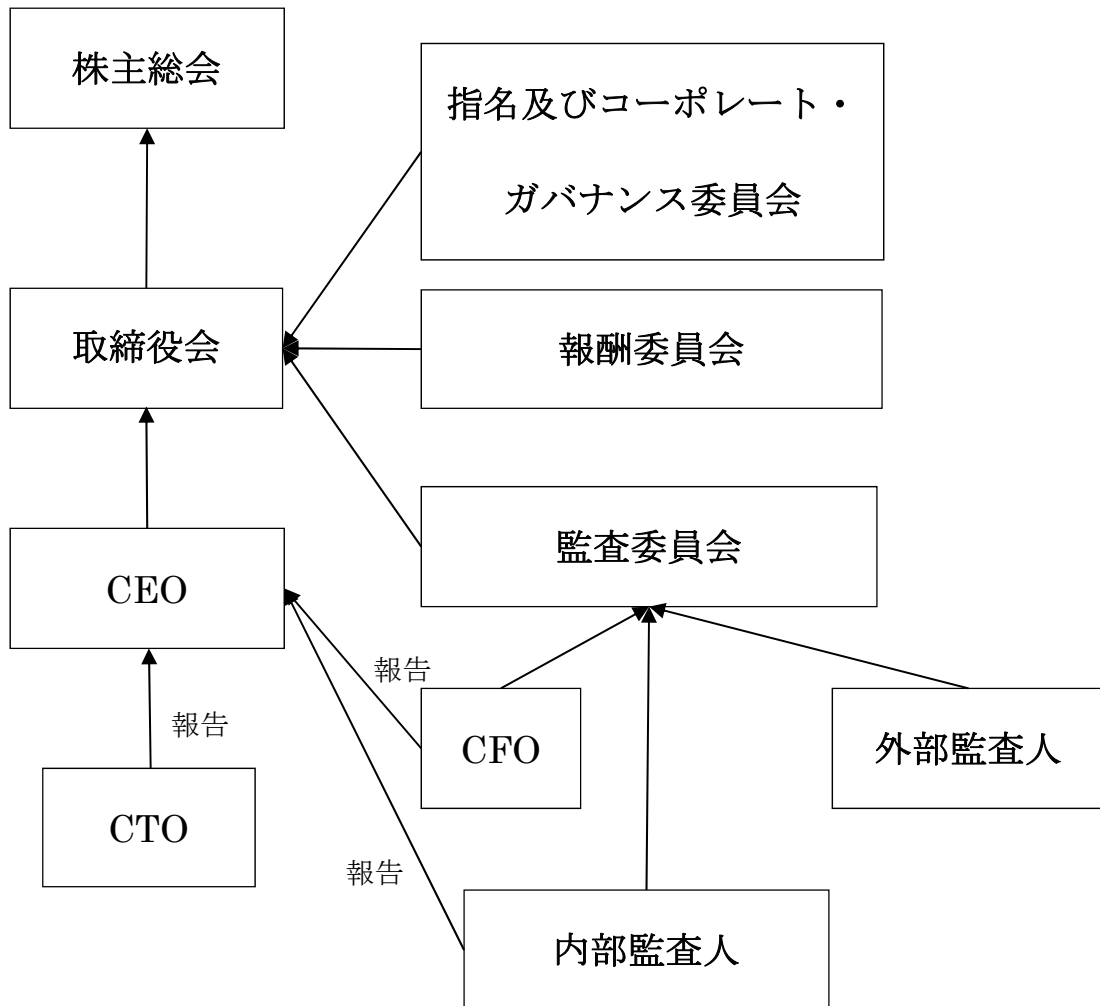 株主総会
指名及びコーポレート・
ガバナンス委員会
取締役会
報酬委員会
監査委員会
CEO
報告
報告
CFO
外部監査人
CTO
報告
内部監査人